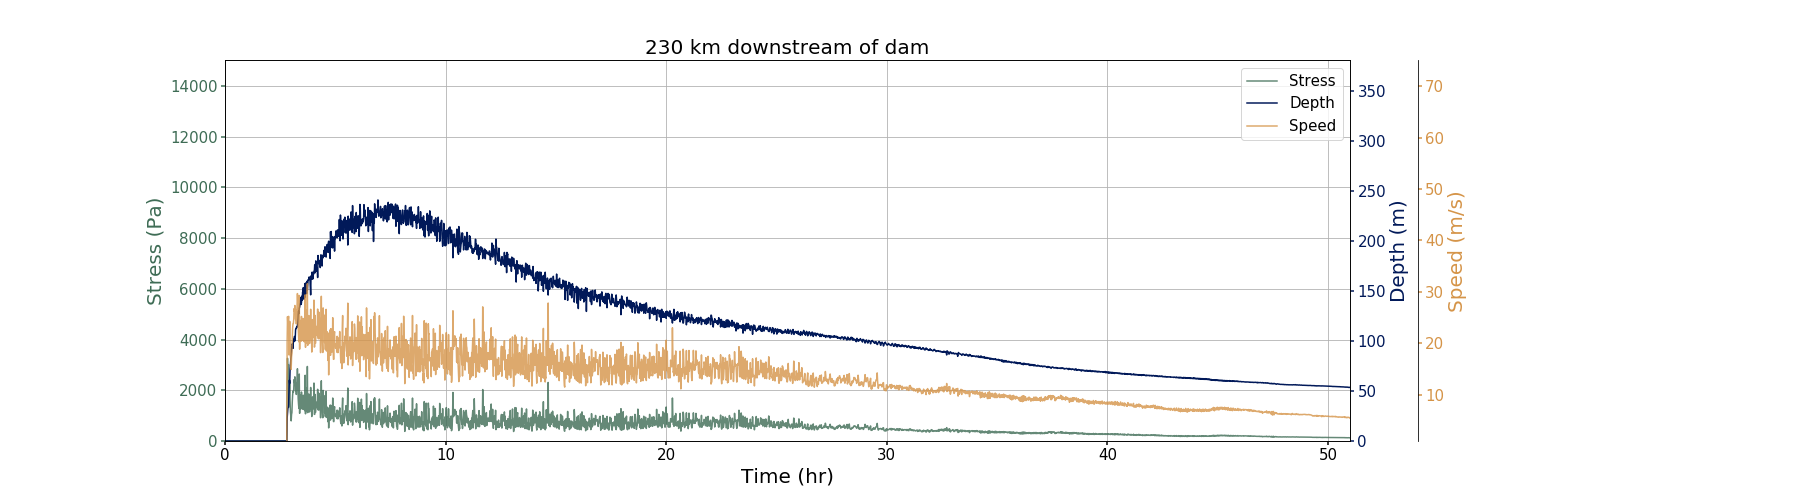 230 km downstream of dam
Stress (Pa)
14000
12000
10000
8000
6000
4000
2000
0
Stress
Depth
Speed
350
300
250
200
150
100
50
0
Depth (m)
70
60
50
40
30
20
10
Speed (m/s)
0 10 20 30 40 50
Time (hr)